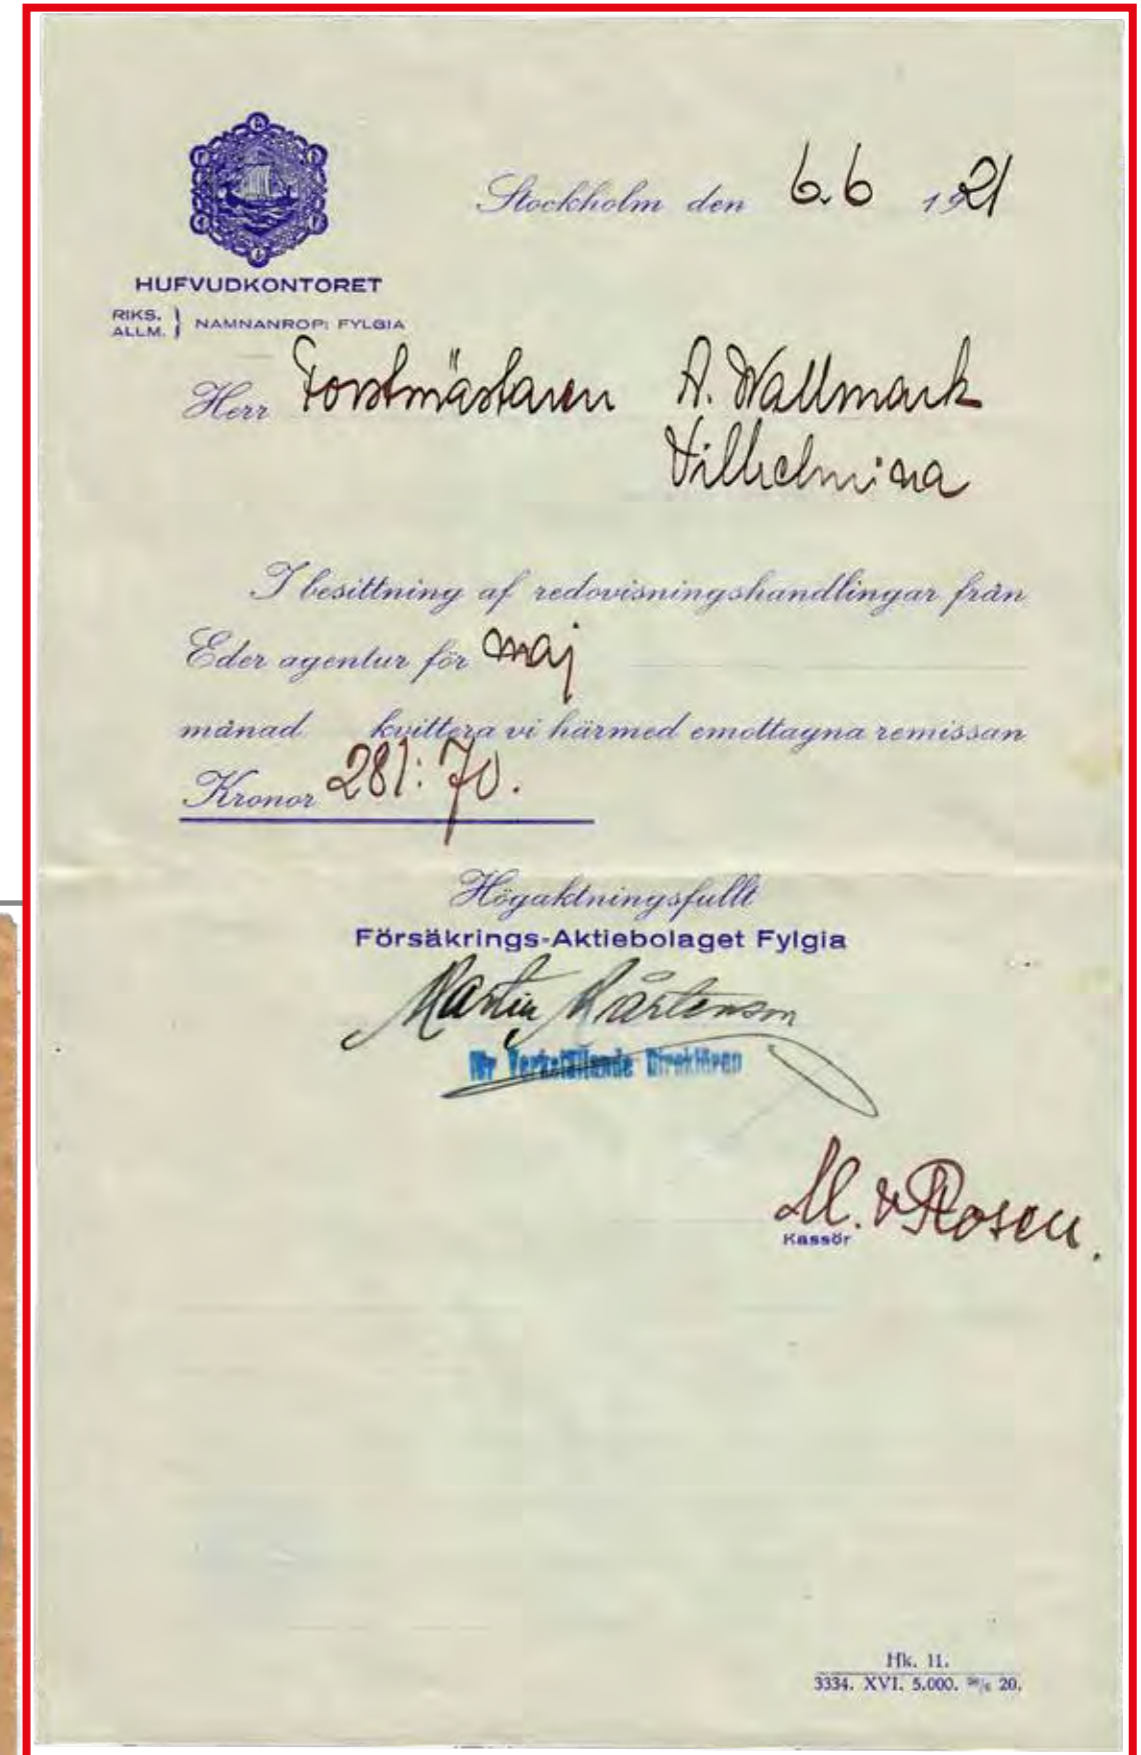 Stockholm den 6.6 1921
HUFVUDKONTORET
RIKS. } NAMNANROP: FYLGIA
ALLM.
Herr Forstmästaren A. Wallmark
Vilhelmina
I besittning af redovisningshandlingar från
Eder agentur för maj
månad kvittera vi härmed emottagna remissan
Kronor 281:70.
Högaktningsfullt
Försäkrings-Aktiebolaget Fylgia
Martin Mårtenson
för Verkställande Direktören
M. v Rosen.
Kassör
Hk. 11.
3334. XVI. 5.000. 20.